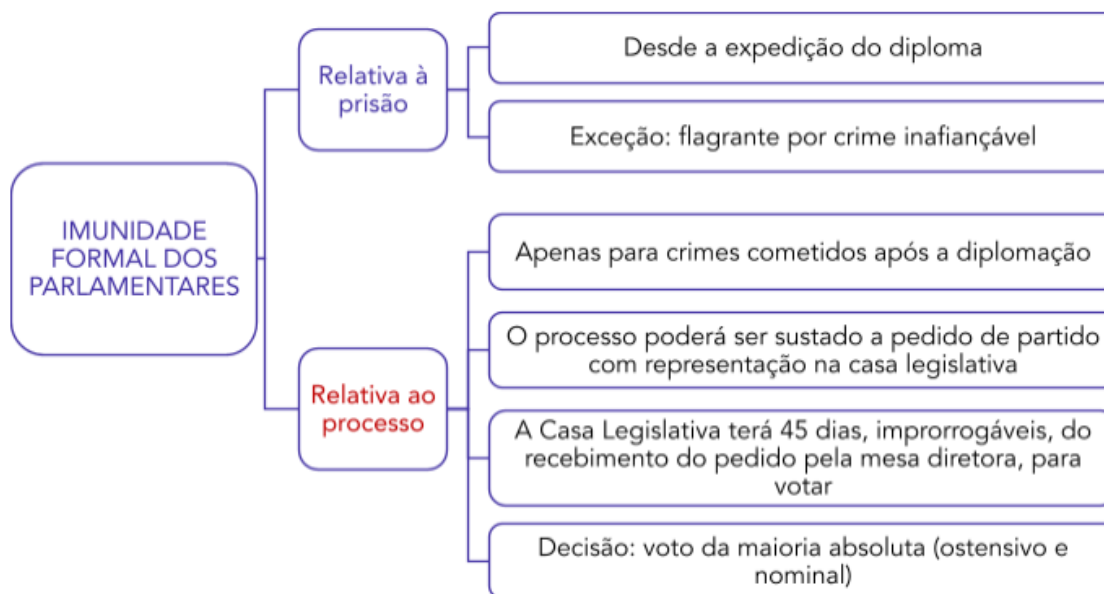 IMUNIDADE
FORMAL DOS
PARLAMENTARES
Relativa à
prisão
Desde a expedição do diploma
Exceção: flagrante por crime inafiançável
Relativa ao
processo
Apenas para crimes cometidos após a diplomação
O processo poderá ser sustado a pedido de partido
com representação na casa legislativa
A Casa Legislativa terá 45 dias, improrrogáveis, do
recebimento do pedido pela mesa diretora, para
votar
Decisão: voto da maioria absoluta (ostensivo e
nominal)